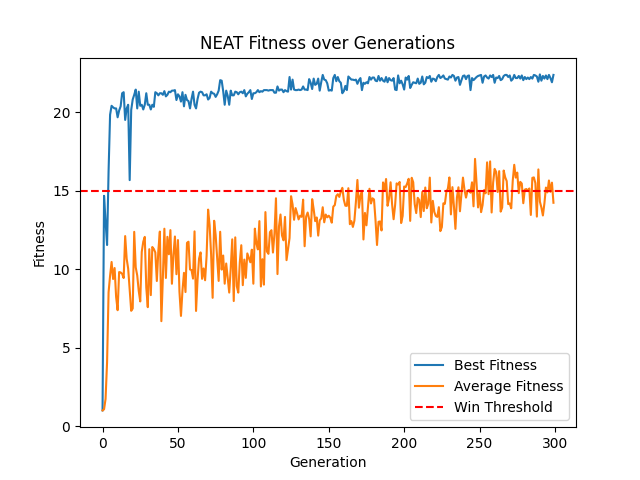 NEAT Fitness over Generations
Fitness
20
15
10
5
0
Best Fitness
Average Fitness
Win Threshold
0 50 100 150 200 250 300
Generation